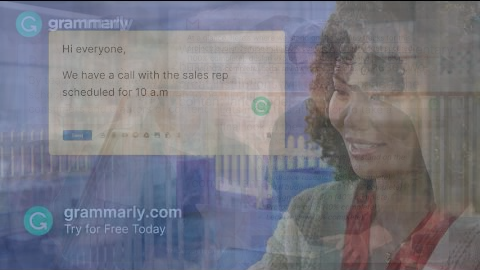 grammarly
Hi everyone,
We have a call with the sales rep
scheduled for 10 a.m
grammarly.com
Try for Free Today